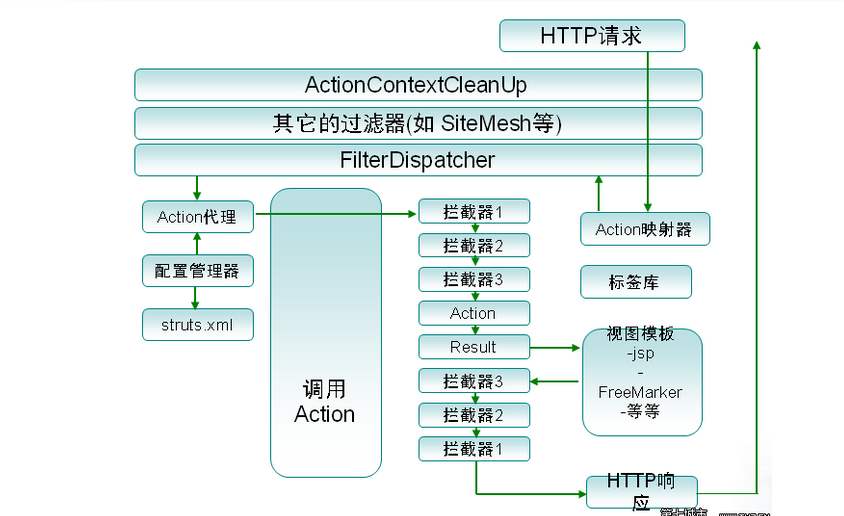 HTTP请求
ActionContextCleanUp
其它的过滤器(如 SiteMesh等)
FilterDispatcher
Action代理
配置管理器
struts.xml
调用
Action
拦截器1
拦截器2
拦截器3
Action
Result
拦截器3
拦截器2
拦截器1
Action映射器
标签库
视图模板
-jsp
-
FreeMarker
-等等
HTTP响
应